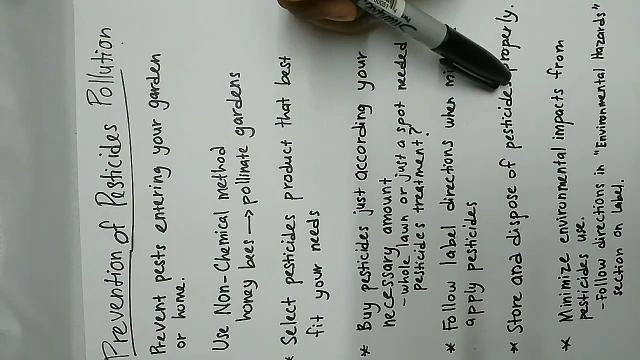 Prevention of Pesticides Pollution
Prevent pests entering your garden
or home.
Use Non-Chemical method
honey bees → pollinate gardens
* Select pesticides product that best
fit your needs
* Buy pesticides just according your
necessary amount
- whole lawn or just a spot needed
pesticides treatment?
* Follow label directions when
apply pesticides
* Store and dispose of pesticide properly.
* Minimize environmental impacts from
pesticides use.
- Follow directions in "Environmental Hazards"
section on label.